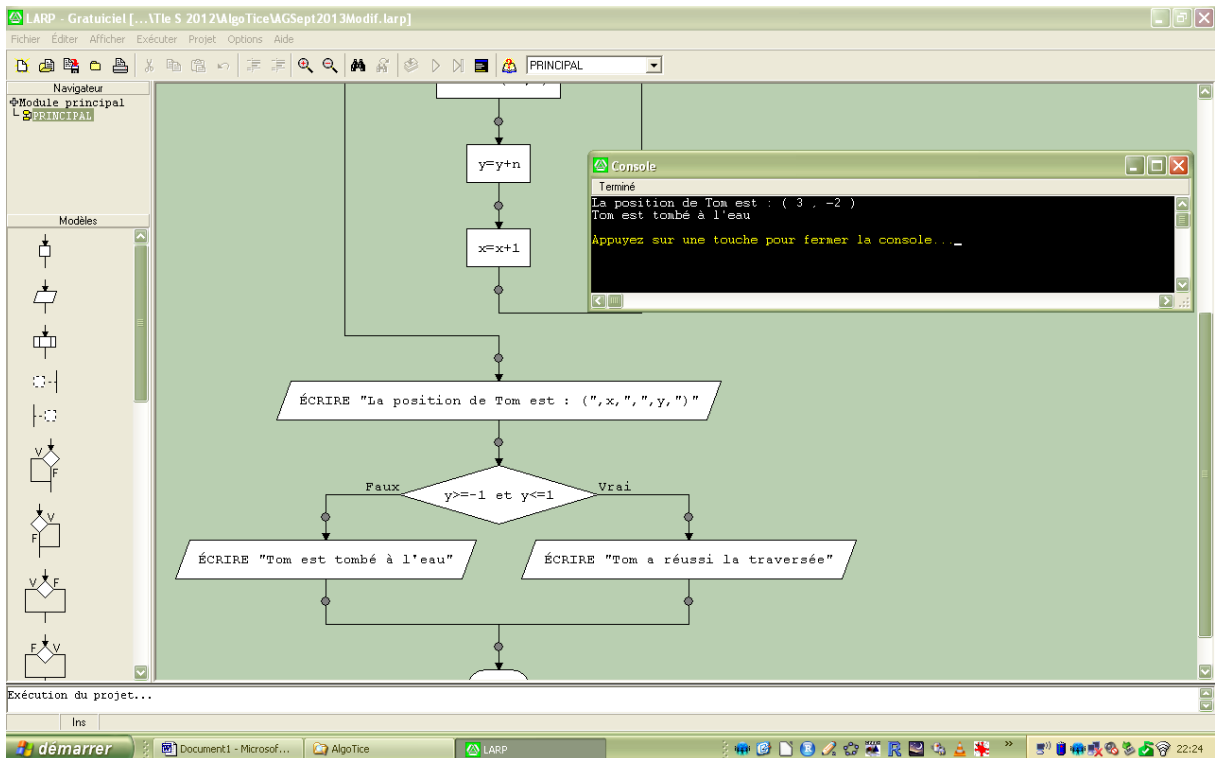 LARP - Gratuiciel [...\Tle S 2012\AlgoTice\AGSept2013Modif.larp]
Fichier Éditer Afficher Exécuter Projet Options Aide
PRINCIPAL
Navigateur
Module principal
PRINCIPAL
Modèles
V
F
V
F
V F
F V
y=y+n
x=x+1
Console
Terminé
La position de Tom est : ( 3 , -2 )
Tom est tombé à l'eau
Appuyez sur une touche pour fermer la console..._
ÉCRIRE "La position de Tom est : (",x,",",y,")"
Faux
y>=-1 et y<=1
Vrai
ÉCRIRE "Tom est tombé à l'eau"
ÉCRIRE "Tom a réussi la traversée"
Exécution du projet...
Ins
démarrer
Document1 - Microsof...
AlgoTice
LARP
22:24